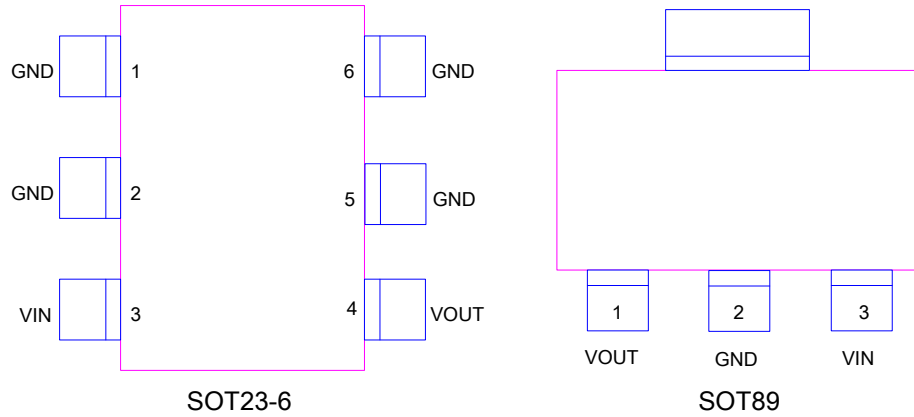 GND 1 6 GND
GND 2 5 GND
VIN 3 4 VOUT
SOT23-6
1 2 3
VOUT GND VIN
SOT89